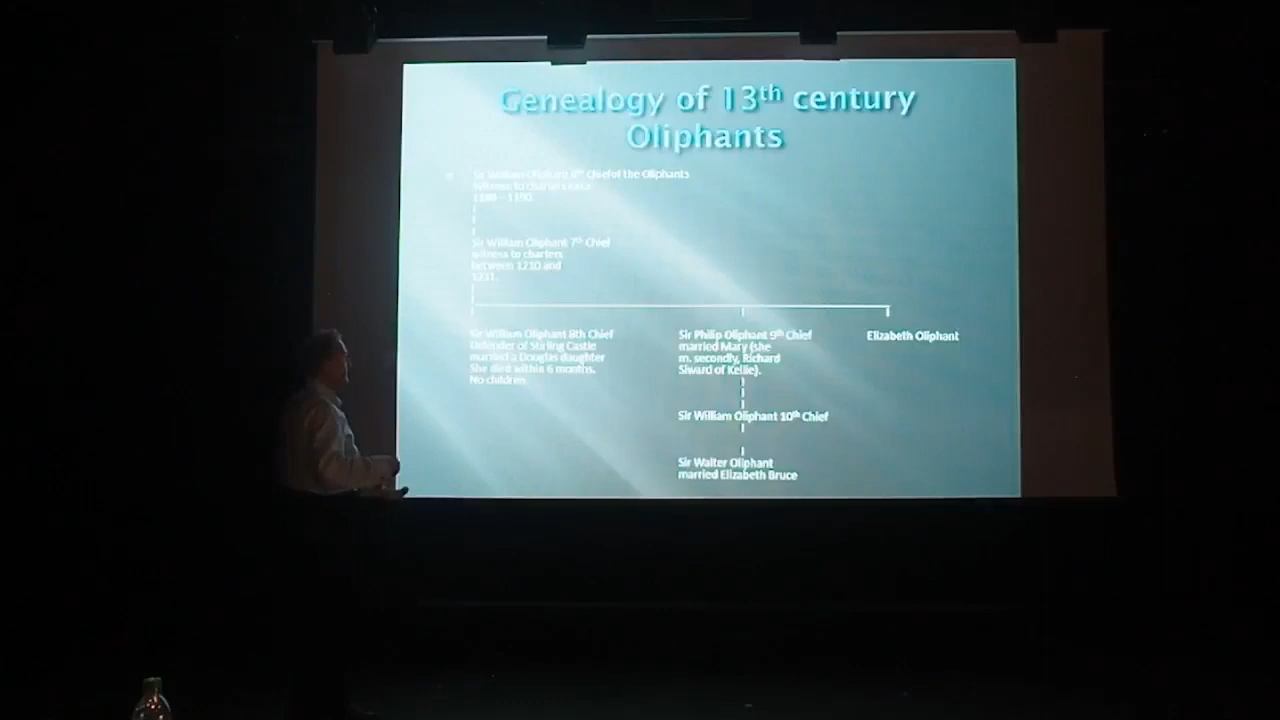 Genealogy of 13th century
Oliphants
Sir William Oliphant 6th Chief of the Oliphants
witness to charters
1180 – 1190.
Sir William Oliphant 7th Chief
witness to charters
between 1210 and
1231.
Sir William Oliphant 8th Chief
Defender of Stirling Castle
married a Douglas daughter
She died within 6 months.
No children.
Sir Philip Oliphant 9th Chief
married Mary (she
m. secondly, Richard
Siward of Kellie).
Elizabeth Oliphant
Sir William Oliphant 10th Chief
Sir Walter Oliphant
married Elizabeth Bruce